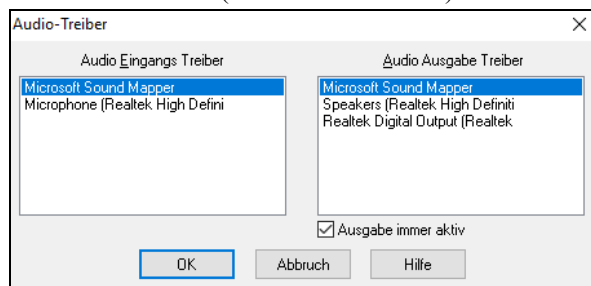 Audio-Treiber
Audio Eingangs Treiber
Microsoft Sound Mapper
Microphone (Realtek High Defini
Audio Ausgabe Treiber
Microsoft Sound Mapper
Speakers (Realtek High Definiti
Realtek Digital Output (Realtek
Ausgabe immer aktiv
OK
Abbruch
Hilfe